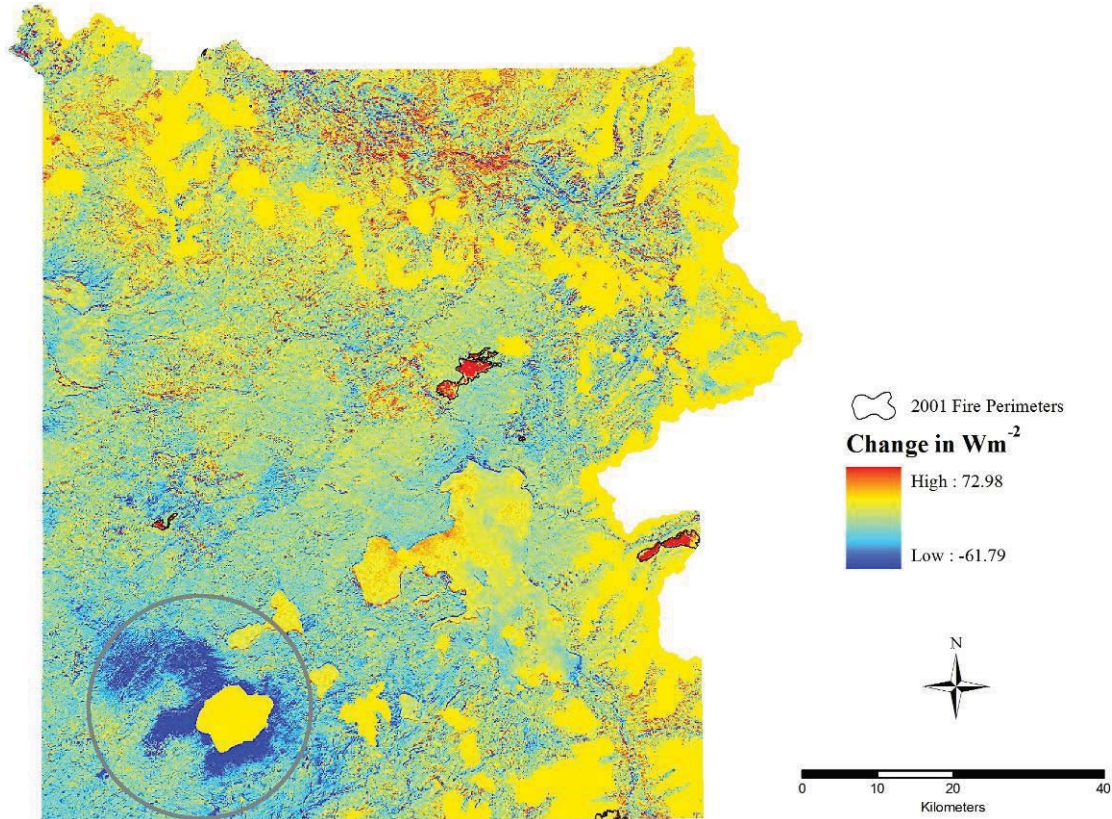 2001 Fire Perimeters
Change in Wm⁻²
High : 72.98
Low : -61.79
N
0 10 20 40
Kilometers